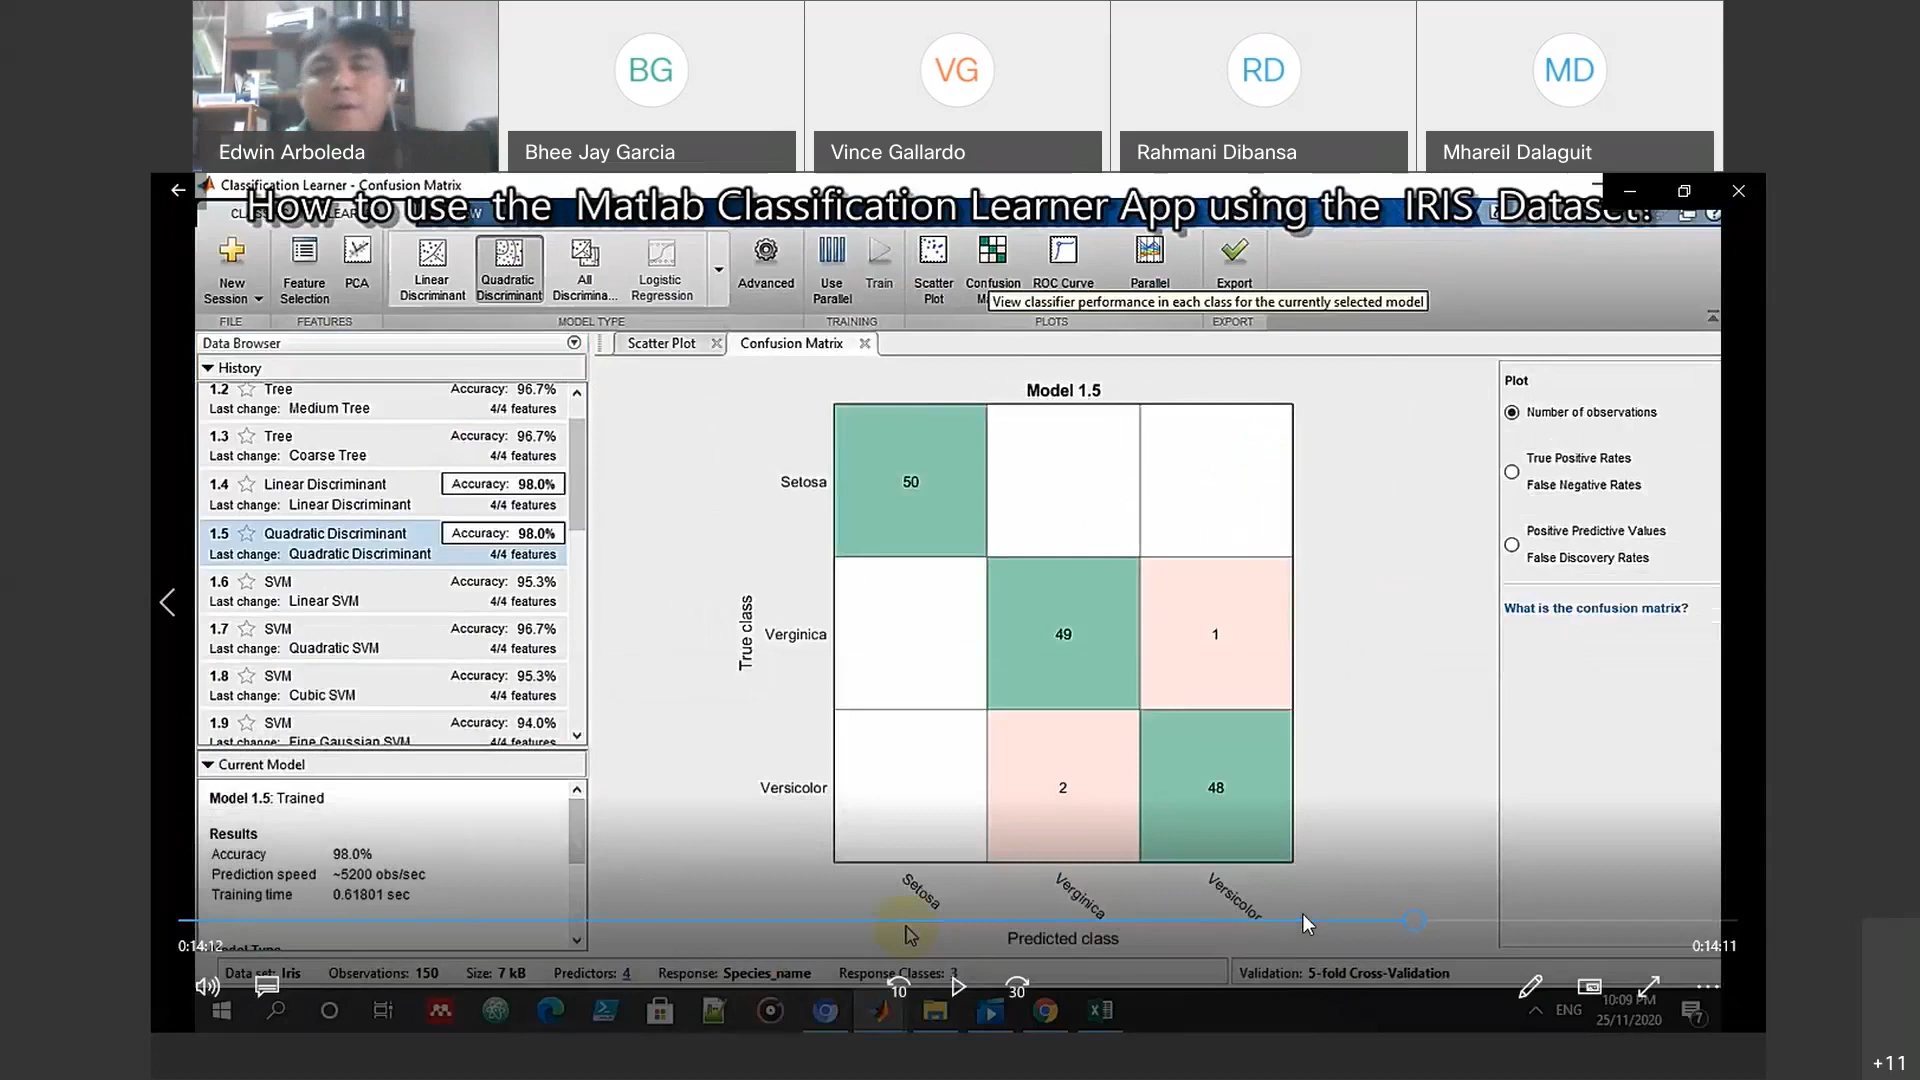 BG
VG
RD
MD
Edwin Arboleda
Bhee Jay Garcia
Vince Gallardo
Rahmani Dibansa
Mhareil Dalaguit
Classification Learner - Confusion Matrix
How to use the Matlab Classification Learner App using the IRIS Dataset!
New Session
Feature Selection
PCA
Linear Discriminant
Quadratic Discriminant
All Discrimina...
Logistic Regression
Advanced
Use Parallel
Train
Scatter Plot
Confusion
ROC Curve
Parallel
Export
View classifier performance in each class for the currently selected model
FILE
FEATURES
MODEL TYPE
TRAINING
PLOTS
EXPORT
Data Browser
Scatter Plot
Confusion Matrix
History
1.2 Tree Accuracy: 96.7%
Last change: Medium Tree 4/4 features
1.3 Tree Accuracy: 96.7%
Last change: Coarse Tree 4/4 features
1.4 Linear Discriminant Accuracy: 98.0%
Last change: Linear Discriminant 4/4 features
1.5 Quadratic Discriminant Accuracy: 98.0%
Last change: Quadratic Discriminant 4/4 features
1.6 SVM Accuracy: 95.3%
Last change: Linear SVM 4/4 features
1.7 SVM Accuracy: 96.7%
Last change: Quadratic SVM 4/4 features
1.8 SVM Accuracy: 95.3%
Last change: Cubic SVM 4/4 features
1.9 SVM Accuracy: 94.0%
Last change: Fine Gaussian SVM 4/4 features
Current Model
Model 1.5: Trained
Results
Accuracy 98.0%
Prediction speed ~5200 obs/sec
Training time 0.61801 sec
Model 1.5
True class
Setosa
50
Verginica
49
1
Versicolor
2
48
Setosa
Verginica
Versicolor
Predicted class
Plot
Number of observations
True Positive Rates
False Negative Rates
Positive Predictive Values
False Discovery Rates
What is the confusion matrix?
0:14:12
0:14:11
Data set: Iris Observations: 150 Size: 7 kB Predictors: 4 Response: Species_name Response Classes: 3
Validation: 5-fold Cross-Validation
10
30
ENG
10:09 PM
25/11/2020
7
+11